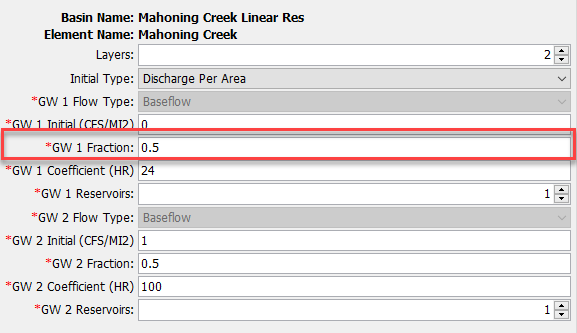 Basin Name: Mahoning Creek Linear Res
Element Name: Mahoning Creek
Layers: 2
Initial Type: Discharge Per Area
*GW 1 Flow Type: Baseflow
*GW 1 Initial (CFS/MI2) 0
*GW 1 Fraction: 0.5
*GW 1 Coefficient (HR) 24
*GW 1 Reservoirs: 1
*GW 2 Flow Type: Baseflow
*GW 2 Initial (CFS/MI2) 1
*GW 2 Fraction: 0.5
*GW 2 Coefficient (HR) 100
*GW 2 Reservoirs: 1